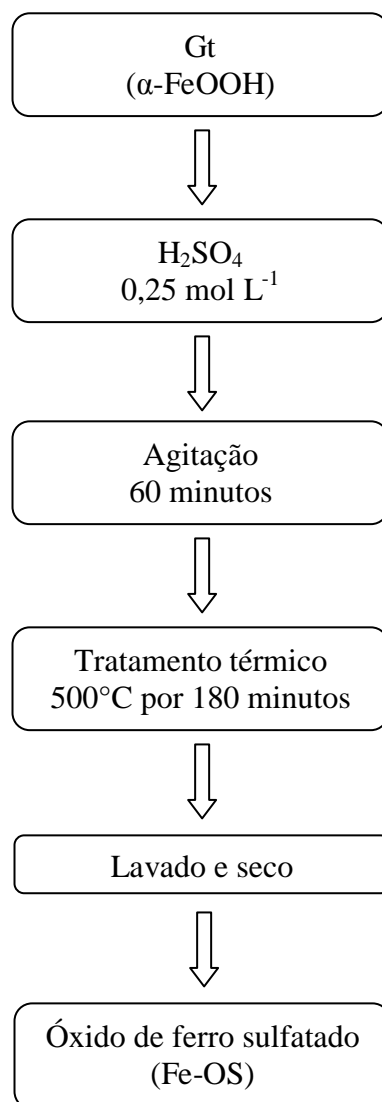 Gt
(α-FeOOH)
H₂SO₄
0,25 mol L⁻¹
Agitação
60 minutos
Tratamento térmico
500°C por 180 minutos
Lavado e seco
Óxido de ferro sulfatado
(Fe-OS)